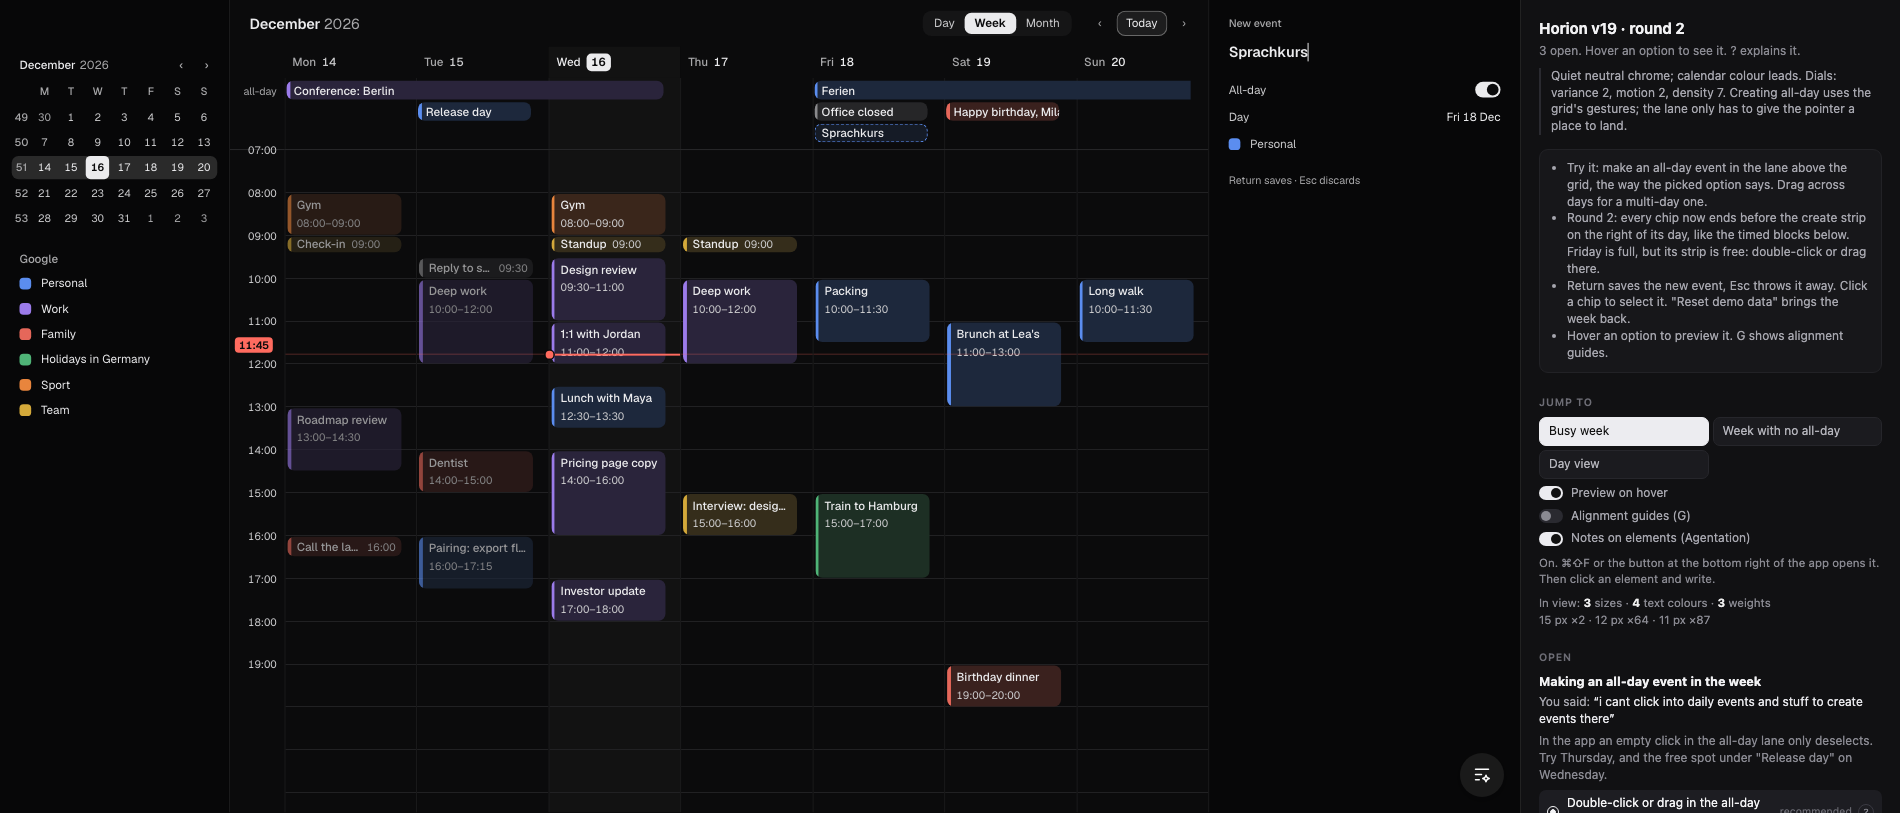 December 2026
‹ ›
M T W T F S S
49 30 1 2 3 4 5 6
50 7 8 9 10 11 12 13
51 14 15 16 17 18 19 20
52 21 22 23 24 25 26 27
53 28 29 30 31 1 2 3
Google
Personal
Work
Family
Holidays in Germany
Sport
Team
December 2026
Day Week Month ‹ Today ›
Mon 14 Tue 15 Wed 16 Thu 17 Fri 18 Sat 19 Sun 20
all-day
Conference: Berlin
Ferien
Release day
Office closed
Happy birthday, Mil
Sprachkurs
07:00
08:00
09:00
10:00
11:00
11:45
12:00
13:00
14:00
15:00
16:00
17:00
18:00
19:00
Gym
08:00–09:00
Check-in 09:00
Roadmap review
13:00–14:30
Call the la... 16:00
Reply to s... 09:30
Deep work
10:00–12:00
Dentist
14:00–15:00
Pairing: export fl...
16:00–17:15
Gym
08:00–09:00
Standup 09:00
Design review
09:30–11:00
1:1 with Jordan
11:00–12:00
Lunch with Maya
12:30–13:30
Pricing page copy
14:00–16:00
Investor update
17:00–18:00
Standup 09:00
Deep work
10:00–12:00
Interview: desig...
15:00–16:00
Packing
10:00–11:30
Train to Hamburg
15:00–17:00
Brunch at Lea's
11:00–13:00
Birthday dinner
19:00–20:00
Long walk
10:00–11:30
New event
Sprachkurs
All-day
Day Fri 18 Dec
Personal
Return saves · Esc discards
Horion v19 · round 2
3 open. Hover an option to see it. ? explains it.
Quiet neutral chrome; calendar colour leads. Dials:
variance 2, motion 2, density 7. Creating all-day uses the
grid's gestures; the lane only has to give the pointer a
place to land.
• Try it: make an all-day event in the lane above the
grid, the way the picked option says. Drag across
days for a multi-day one.
• Round 2: every chip now ends before the create strip
on the right of its day, like the timed blocks below.
Friday is full, but its strip is free: double-click or drag
there.
• Return saves the new event, Esc throws it away. Click
a chip to select it. "Reset demo data" brings the
week back.
• Hover an option to preview it. G shows alignment
guides.
JUMP TO
Busy week
Week with no all-day
Day view
Preview on hover
Alignment guides (G)
Notes on elements (Agentation)
On. ⌘⇧F or the button at the bottom right of the app opens it.
Then click an element and write.
In view: 3 sizes · 4 text colours · 3 weights
15 px ×2 · 12 px ×64 · 11 px ×87
OPEN
Making an all-day event in the week
You said: “i cant click into daily events and stuff to create
events there”
In the app an empty click in the all-day lane only deselects.
Try Thursday, and the free spot under "Release day" on
Wednesday.
Double-click or drag in the all-day
recommended ?